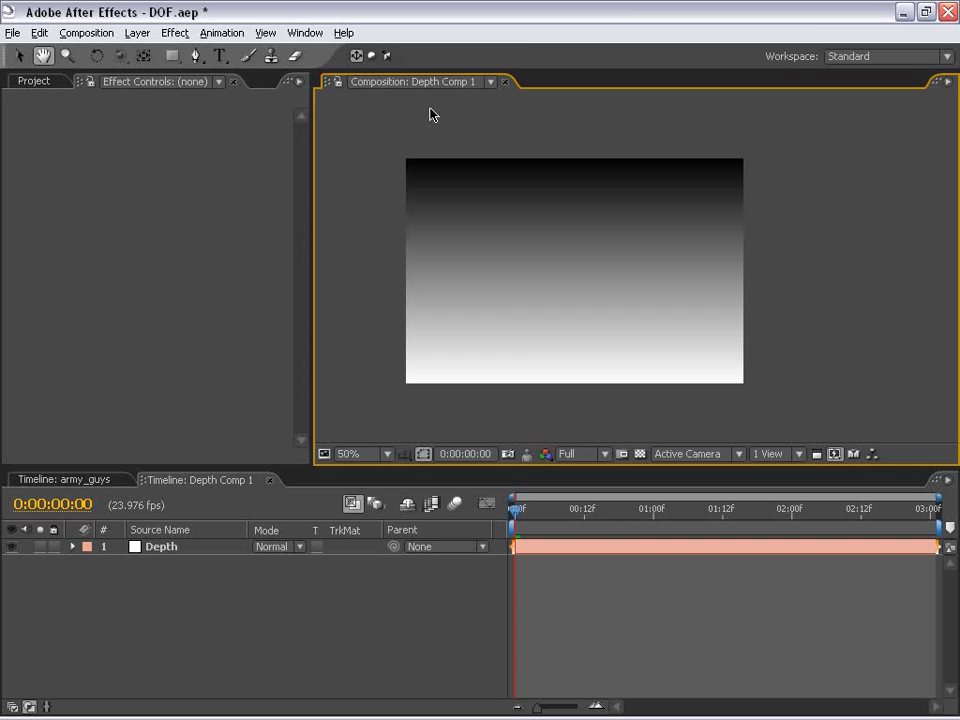 Adobe After Effects - DOF.aep *
File Edit Composition Layer Effect Animation View Window Help
T Workspace: Standard
Project Effect Controls: (none) Composition: Depth Comp 1
50% 0:00:00:00 Full Active Camera 1 View
Timeline: army_guys Timeline: Depth Comp 1
0:00:00:00 (23.976 fps)
00:12F 01:00F 01:12F 02:00F 02:12F 03:00F
# Source Name Mode T TrkMat Parent
1 Depth Normal None